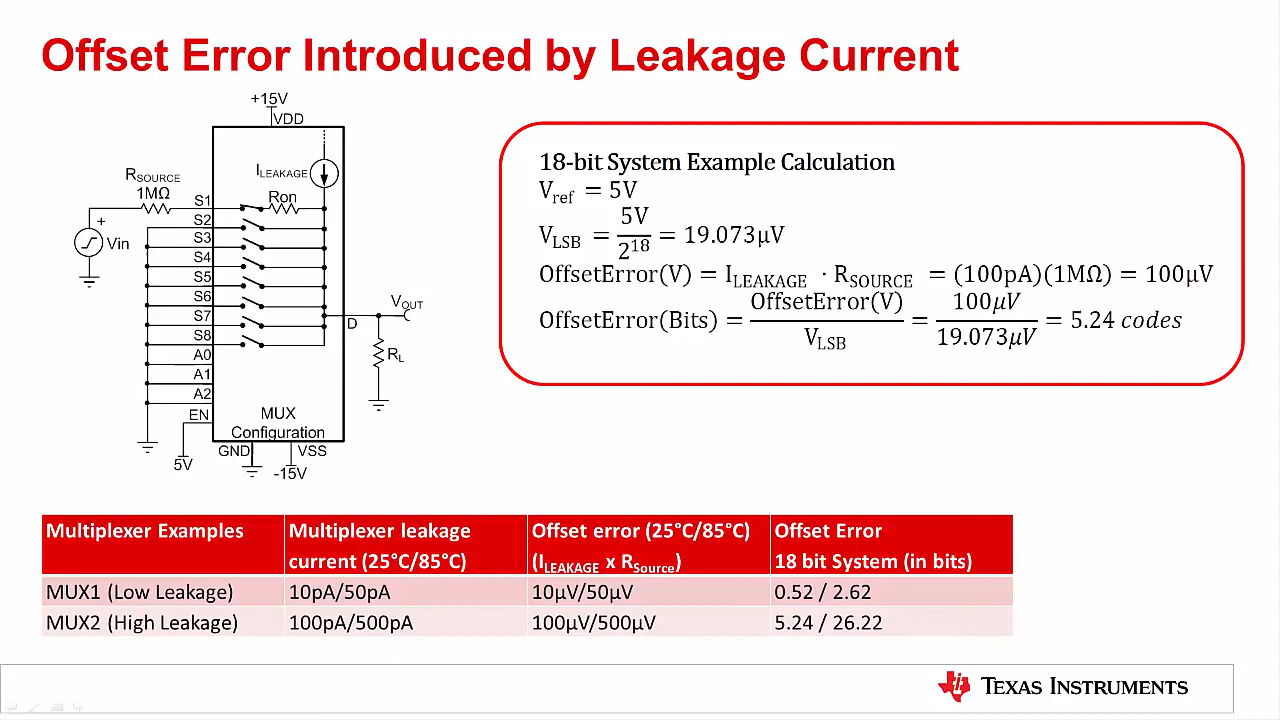 Offset Error Introduced by Leakage Current
+15V
VDD
I_LEAKAGE
R_SOURCE
1MΩ
Ron
S1
S2
+
Vin
S3
S4
S5
S6
S7
S8
V_OUT
D
R_L
A0
A1
A2
EN
MUX
Configuration
GND
VSS
5V
-15V
18-bit System Example Calculation
V_ref = 5V
V_LSB = 5V / 2^18 = 19.073μV
OffsetError(V) = I_LEAKAGE · R_SOURCE = (100pA)(1MΩ) = 100μV
OffsetError(Bits) = OffsetError(V) / V_LSB = 100μV / 19.073μV = 5.24 codes
Multiplexer Examples
Multiplexer leakage
current (25°C/85°C)
Offset error (25°C/85°C)
(I_LEAKAGE x R_Source)
Offset Error
18 bit System (in bits)
MUX1 (Low Leakage) 10pA/50pA 10μV/50μV 0.52 / 2.62
MUX2 (High Leakage) 100pA/500pA 100μV/500μV 5.24 / 26.22
TEXAS INSTRUMENTS